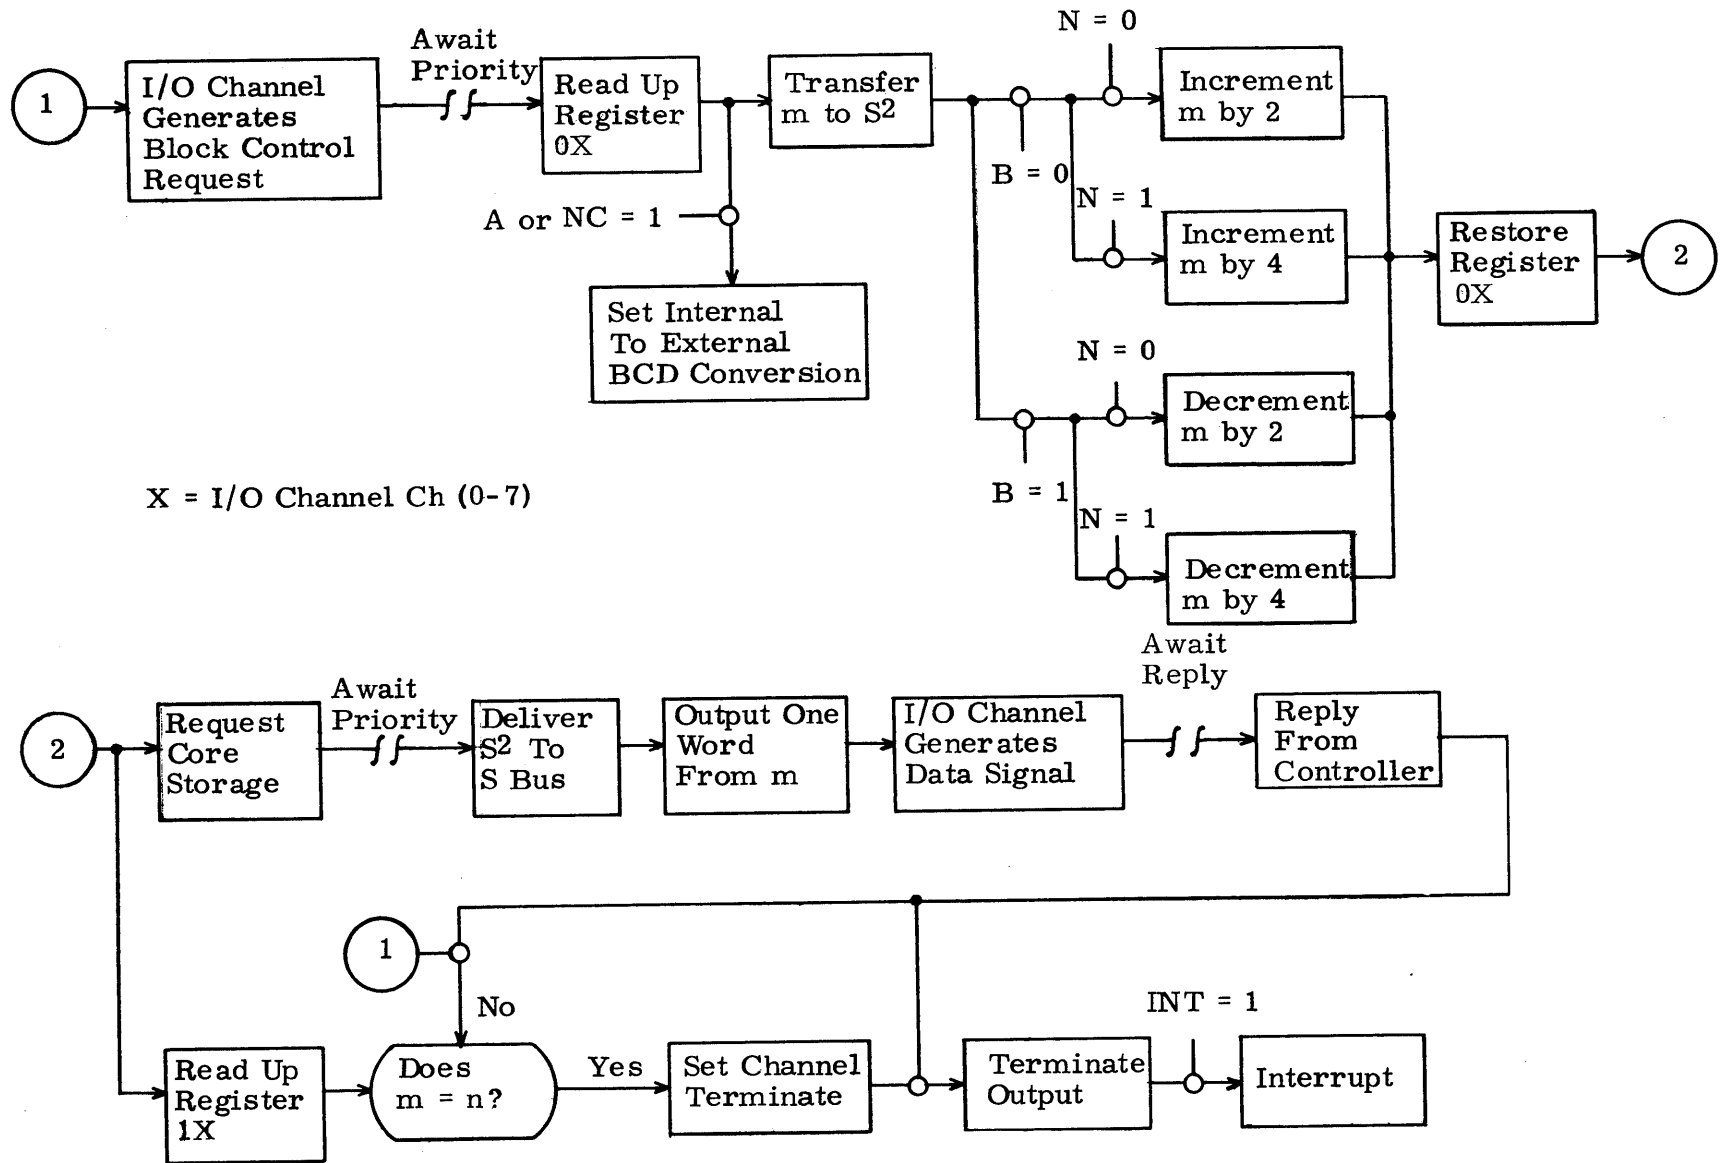 1
I/O Channel
Generates
Block Control
Request
Await
Priority
Read Up
Register
0X
Transfer
m to S²
A or NC = 1
Set Internal
To External
BCD Conversion
B = 0
N = 0
Increment
m by 2
N = 1
Increment
m by 4
B = 1
N = 0
Decrement
m by 2
N = 1
Decrement
m by 4
Restore
Register
0X
2
X = I/O Channel Ch (0-7)
2
Request
Core
Storage
Await
Priority
Deliver
S² To
S Bus
Output One
Word
From m
I/O Channel
Generates
Data Signal
Await
Reply
Reply
From
Controller
1
No
Read Up
Register
1X
Does
m = n?
Yes
Set Channel
Terminate
Terminate
Output
INT = 1
Interrupt